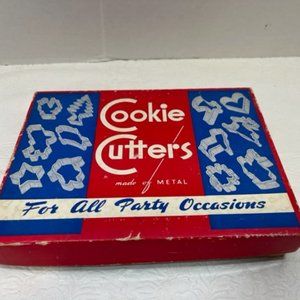 Cookie
Cutters
made of METAL
For All Party Occasions